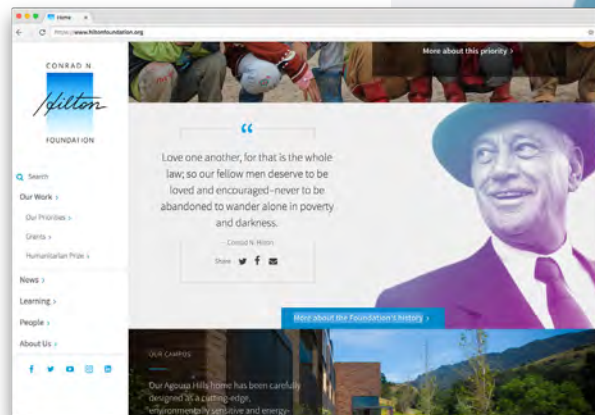 Home
https://www.hiltonfoundation.org
CONRAD N.
Hilton
FOUNDATION
Search
Our Work ›
Our Priorities ›
Grants ›
Humanitarian Prize ›
News ›
Learning ›
People ›
About Us ›
More about this priority ›
“
Love one another, for that is the whole
law; so our fellow men deserve to be
loved and encouraged–never to be
abandoned to wander alone in poverty
and darkness.
- Conrad N. Hilton
Share
More about the Foundation's history ›
OUR CAMPUS
Our Agoura Hills home has been carefully
designed as a cutting-edge,
environmentally sensitive and energy-